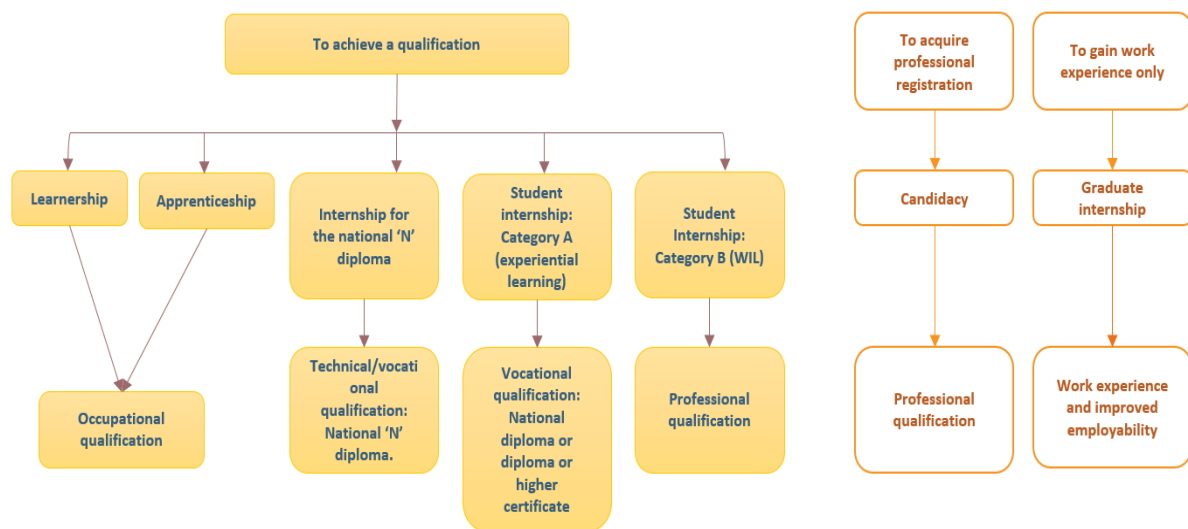 To achieve a qualification
To acquire
professional
registration
To gain work
experience only
Learnership
Apprenticeship
Internship for
the national ‘N’
diploma
Student
internship:
Category A
(experiential
learning)
Student
Internship:
Category B (WIL)
Candidacy
Graduate
internship
Occupational
qualification
Technical/vocati
onal
qualification:
National ‘N’
diploma.
Vocational
qualification:
National
diploma or
diploma or
higher
certificate
Professional
qualification
Professional
qualification
Work experience
and improved
employability